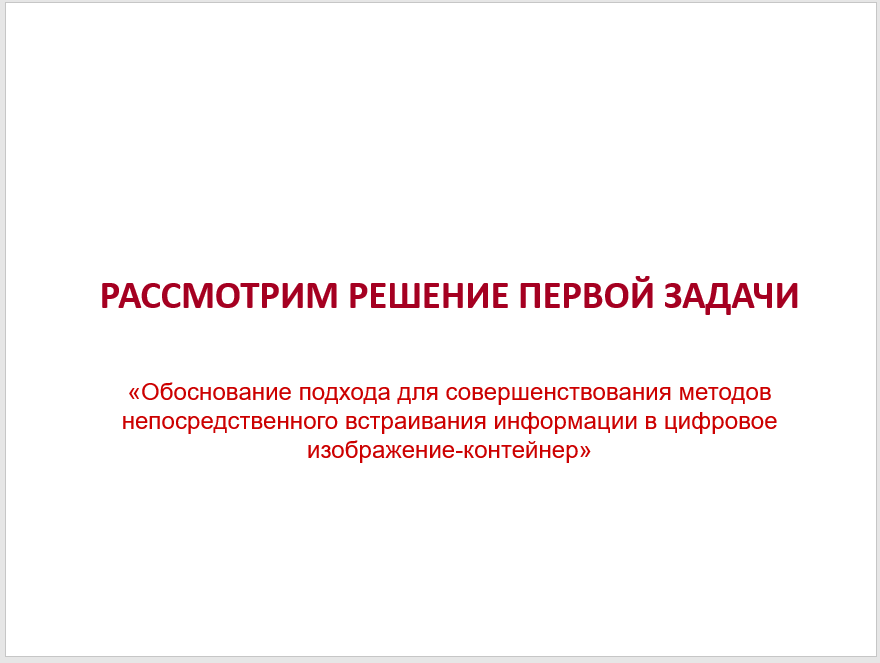 РАССМОТРИМ РЕШЕНИЕ ПЕРВОЙ ЗАДАЧИ
«Обоснование подхода для совершенствования методов
непосредственного встраивания информации в цифровое
изображение-контейнер»